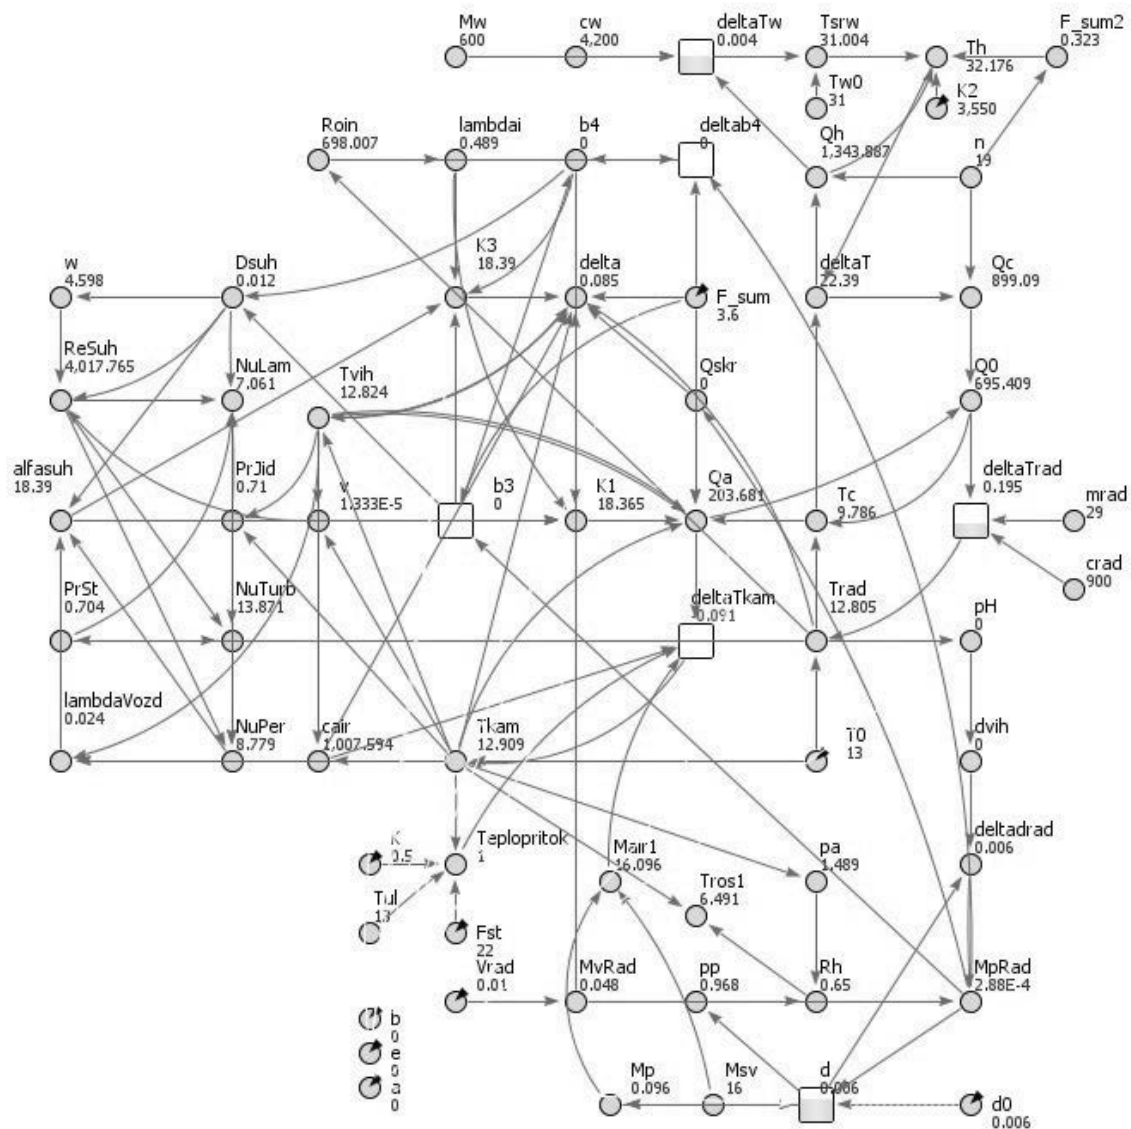 Mw
600
cw
4,200
deltaTw
0.004
Tsrw
31.004
F_sum2
0.323
Th
32.176
Tw0
31
K2
3,550
Roin
698.007
lambdai
0.489
b4
0
deltab4
0
Qh
1,343.887
n
19
w
4.598
Dsuh
0.012
K3
18.39
delta
0.085
F_sum
3.6
deltaT
22.39
Qc
899.09
ReSuh
4,017.765
NuLam
7.061
Tvih
12.824
Qskr
0
Q0
695.409
alfasuh
18.39
PrJid
0.71
v
1.333E-5
b3
0
K1
18.365
Qa
203.681
Tc
9.786
deltaTrad
0.195
mrad
29
crad
900
PrSt
0.704
NuTurb
13.871
deltaTkam
-0.091
Trad
12.805
pH
0
lambdaVozd
0.024
NuPer
8.779
cair
1,007.594
Tkam
12.909
T0
13
dvih
0
K
0.5
Teplopritok
1
Mair1
16.096
pa
1.489
deltadrad
0.006
Tul
13
Fst
22
Tros1
6.491
Vrad
0.01
MvRad
0.048
pp
0.968
Rh
0.65
MpRad
2.88E-4
b
0
e
a
0
Mp
0.096
Msv
16
d
0.006
d0
0.006